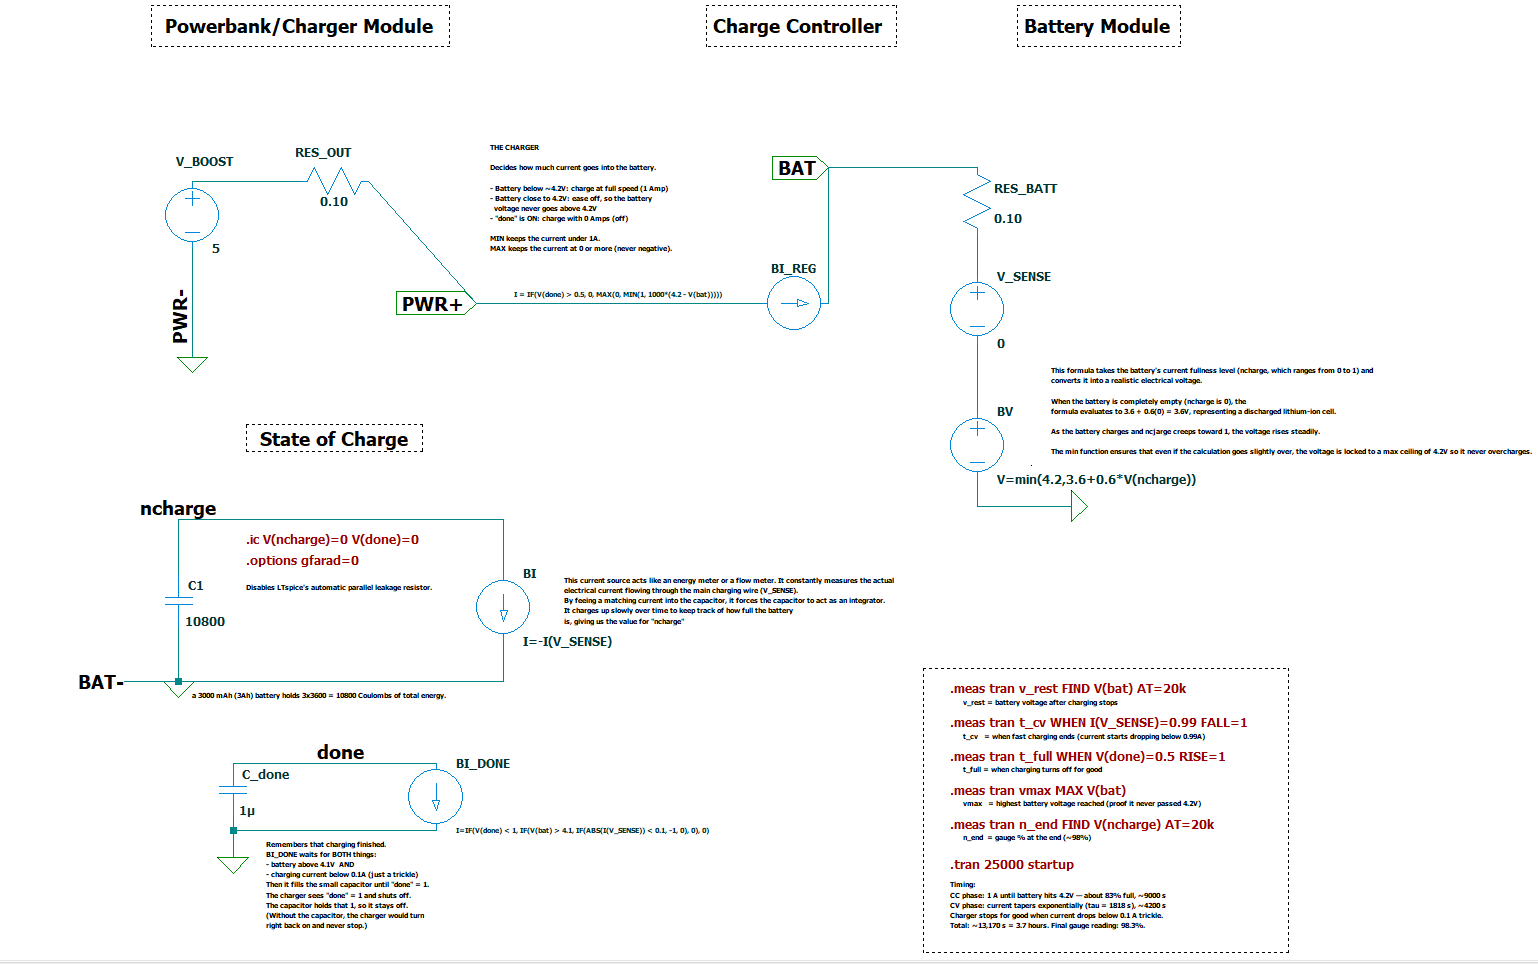 Powerbank/Charger Module
Charge Controller
Battery Module
V_BOOST
5
PWR-
RES_OUT
0.10
PWR+
THE CHARGER
Decides how much current goes into the battery.
- Battery below ~4.2V: charge at full speed (1 Amp)
- Battery close to 4.2V: ease off, so the battery
voltage never goes above 4.2V
- "done" is ON: charge with 0 Amps (off)
MIN keeps the current under 1A.
MAX keeps the current at 0 or more (never negative).
I = IF(V(done) > 0.5, 0, MAX(0, MIN(1, 1000*(4.2 - V(bat)))))
BI_REG
BAT
RES_BATT
0.10
V_SENSE
0
BV
V=min(4.2,3.6+0.6*V(ncharge))
This formula takes the battery's current fullness level (ncharge, which ranges from 0 to 1) and
converts it into a realistic electrical voltage.
When the battery is completely empty (ncharge is 0), the
formula evaluates to 3.6 + 0.6(0) = 3.6V, representing a discharged lithium-ion cell.
As the battery charges and ncjarge creeps toward 1, the voltage rises steadily.
The min function ensures that even if the calculation goes slightly over, the voltage is locked to a max ceiling of 4.2V so it never overcharges.
State of Charge
ncharge
.ic V(ncharge)=0 V(done)=0
.options gfarad=0
Disables LTspice's automatic parallel leakage resistor.
C1
10800
BAT-
a 3000 mAh (3Ah) battery holds 3x3600 = 10800 Coulombs of total energy.
BI
I=-I(V_SENSE)
This current source acts like an energy meter or a flow meter. It constantly measures the actual
electrical current flowing through the main charging wire (V_SENSE).
By feeing a matching current into the capacitor, it forces the capacitor to act as an integrator.
It charges up slowly over time to keep track of how full the battery
is, giving us the value for "ncharge"
done
C_done
1µ
BI_DONE
I=IF(V(done) < 1, IF(V(bat) > 4.1, IF(ABS(I(V_SENSE)) < 0.1, -1, 0), 0), 0)
Remembers that charging finished.
BI_DONE waits for BOTH things:
- battery above 4.1V AND
- charging current below 0.1A (just a trickle)
Then it fills the small capacitor until "done" = 1.
The charger sees "done" = 1 and shuts off.
The capacitor holds that 1, so it stays off.
(Without the capacitor, the charger would turn
right back on and never stop.)
.meas tran v_rest FIND V(bat) AT=20k
v_rest = battery voltage after charging stops
.meas tran t_cv WHEN I(V_SENSE)=0.99 FALL=1
t_cv = when fast charging ends (current starts dropping below 0.99A)
.meas tran t_full WHEN V(done)=0.5 RISE=1
t_full = when charging turns off for good
.meas tran vmax MAX V(bat)
vmax = highest battery voltage reached (proof it never passed 4.2V)
.meas tran n_end FIND V(ncharge) AT=20k
n_end = gauge % at the end (~98%)
.tran 25000 startup
Timing:
CC phase: 1 A until battery hits 4.2V — about 83% full, ~9000 s
CV phase: current tapers exponentially (tau = 1818 s), ~4200 s
Charger stops for good when current drops below 0.1 A trickle.
Total: ~13,170 s = 3.7 hours. Final gauge reading: 98.3%.